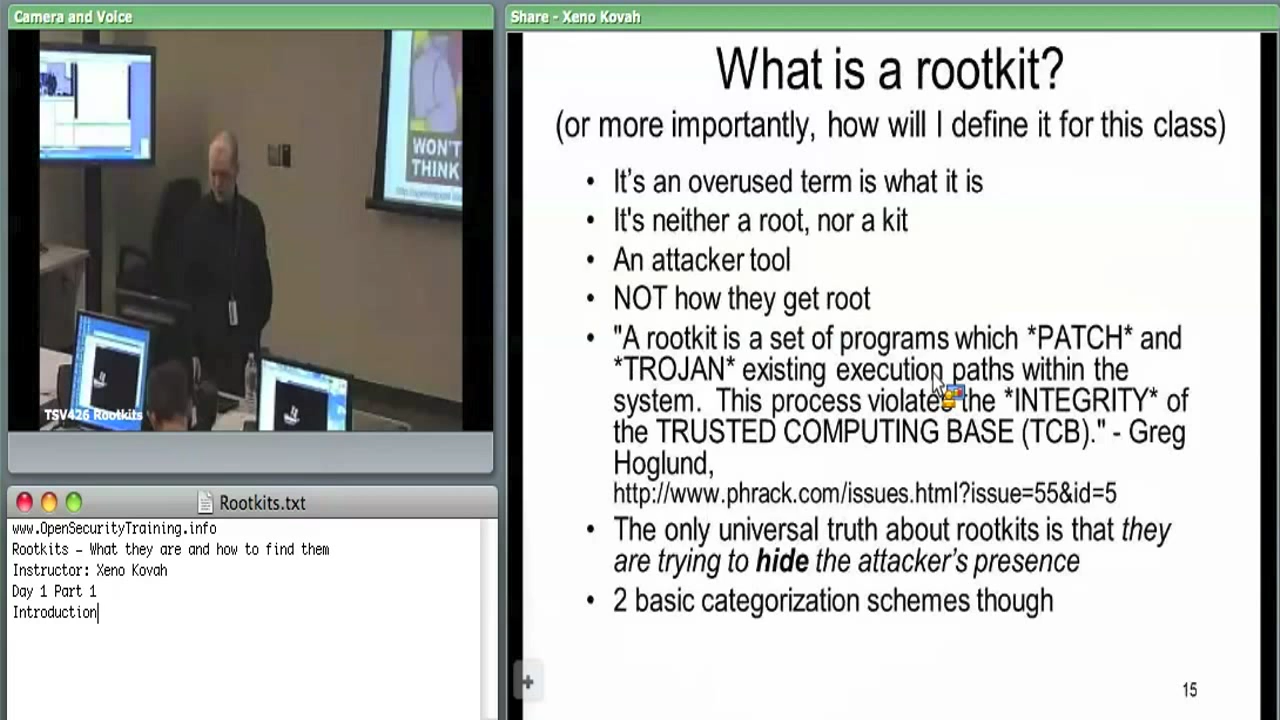 Camera and Voice
WON'T
THINK
TSV426 Rootkits
Rootkits.txt
www.OpenSecurityTraining.info
Rootkits - What they are and how to find them
Instructor: Xeno Kovah
Day 1 Part 1
Introduction
Share - Xeno Kovah
What is a rootkit?
(or more importantly, how will I define it for this class)
• It's an overused term is what it is
• It's neither a root, nor a kit
• An attacker tool
• NOT how they get root
• "A rootkit is a set of programs which *PATCH* and
*TROJAN* existing execution paths within the
system. This process violates the *INTEGRITY* of
the TRUSTED COMPUTING BASE (TCB)." - Greg
Hoglund,
http://www.phrack.com/issues.html?issue=55&id=5
• The only universal truth about rootkits is that they
are trying to hide the attacker's presence
• 2 basic categorization schemes though
15